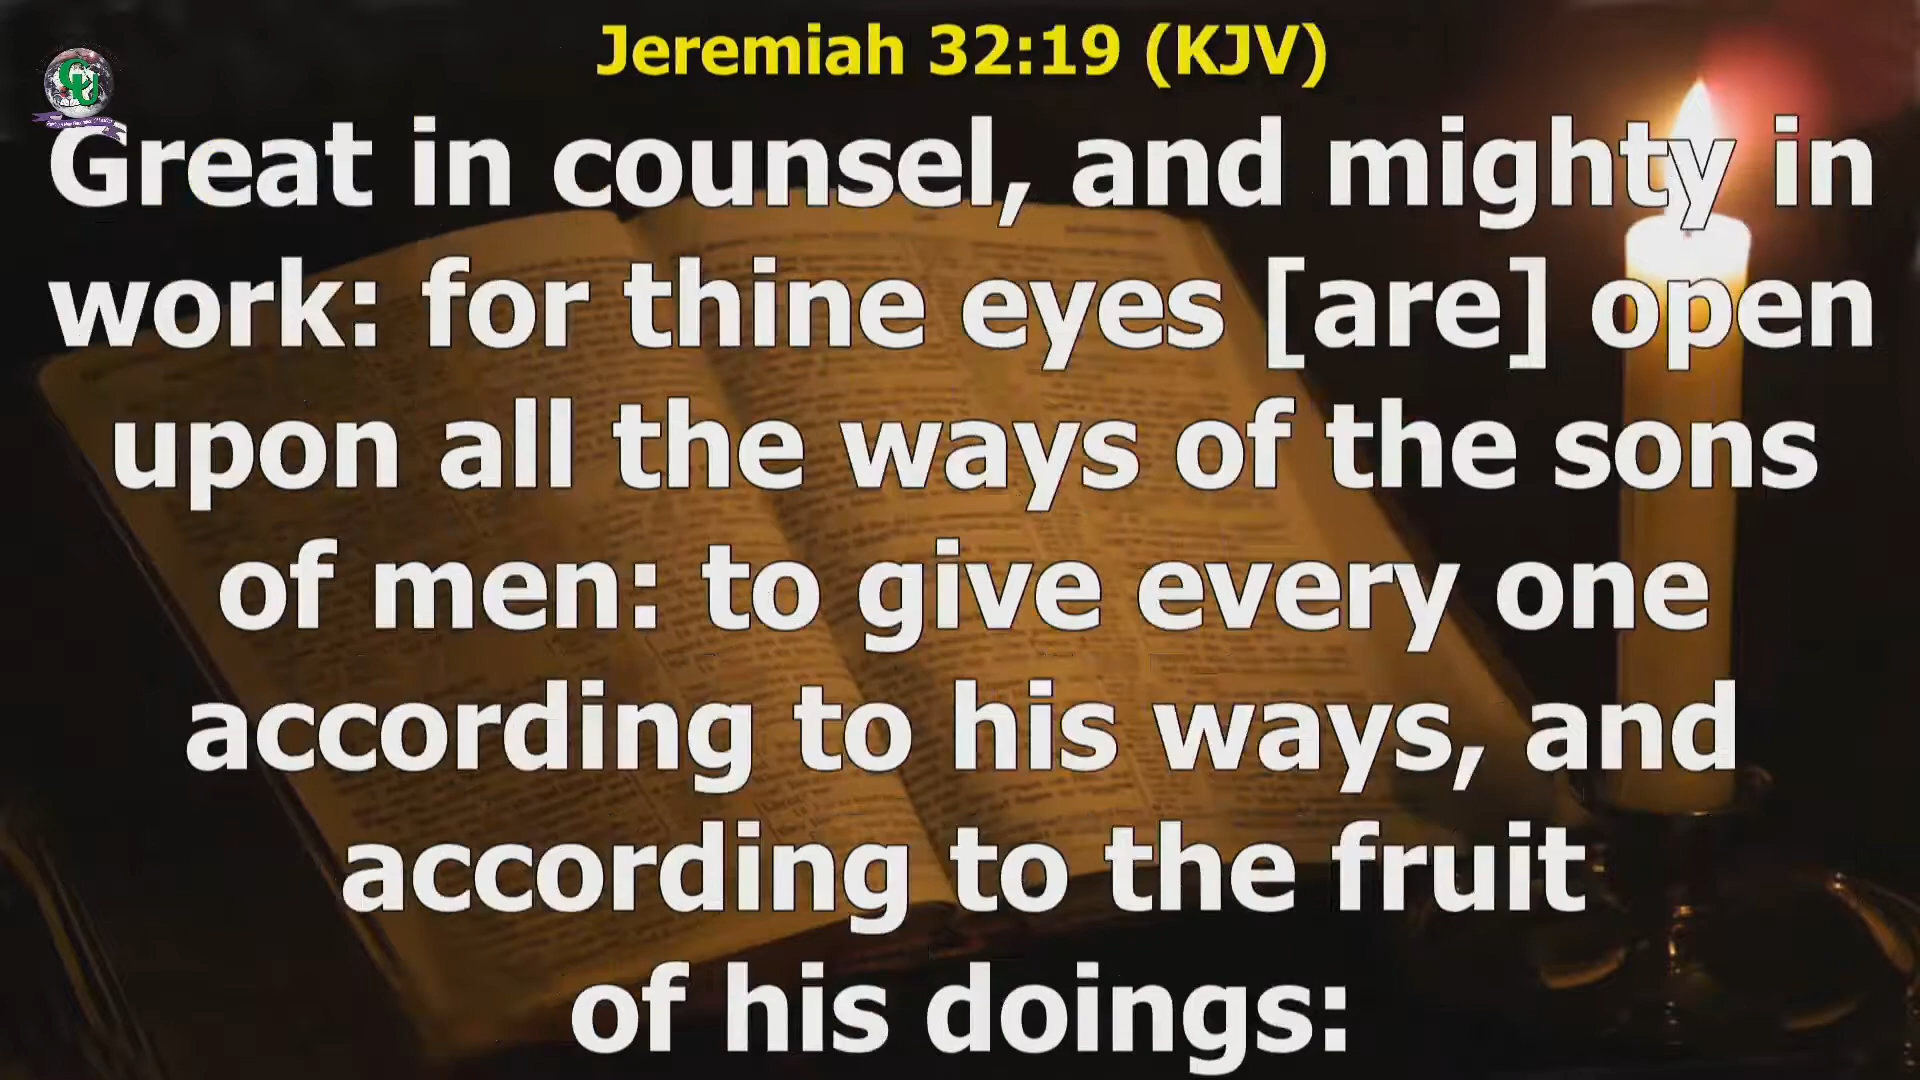 Jeremiah 32:19 (KJV)
Great in counsel, and mighty in
work: for thine eyes [are] open
upon all the ways of the sons
of men: to give every one
according to his ways, and
according to the fruit
of his doings: